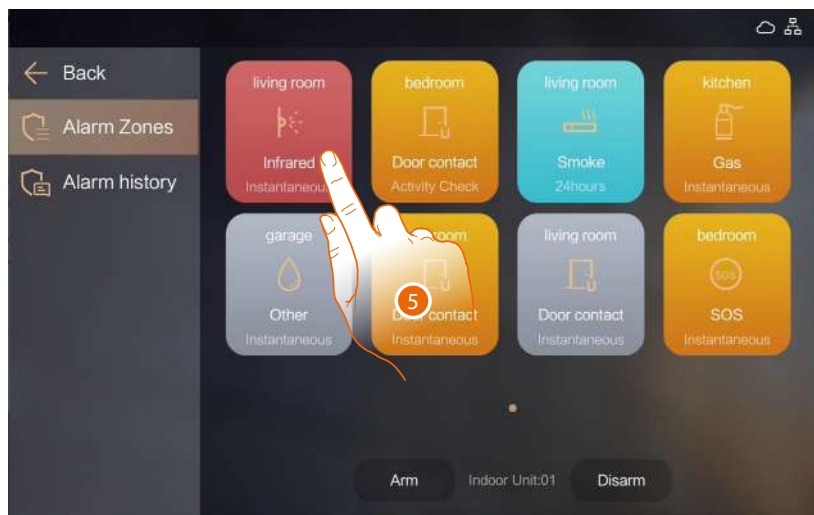 Back
Alarm Zones
Alarm history
living room
Infrared
Instantaneous
bedroom
Door contact
Activity Check
living room
Smoke
24hours
kitchen
Gas
Instantaneous
garage
Other
Instantaneous
Door contact
Instantaneous
living room
Door contact
Instantaneous
bedroom
SOS
SOS
Instantaneous
5
Arm
Indoor Unit:01
Disarm